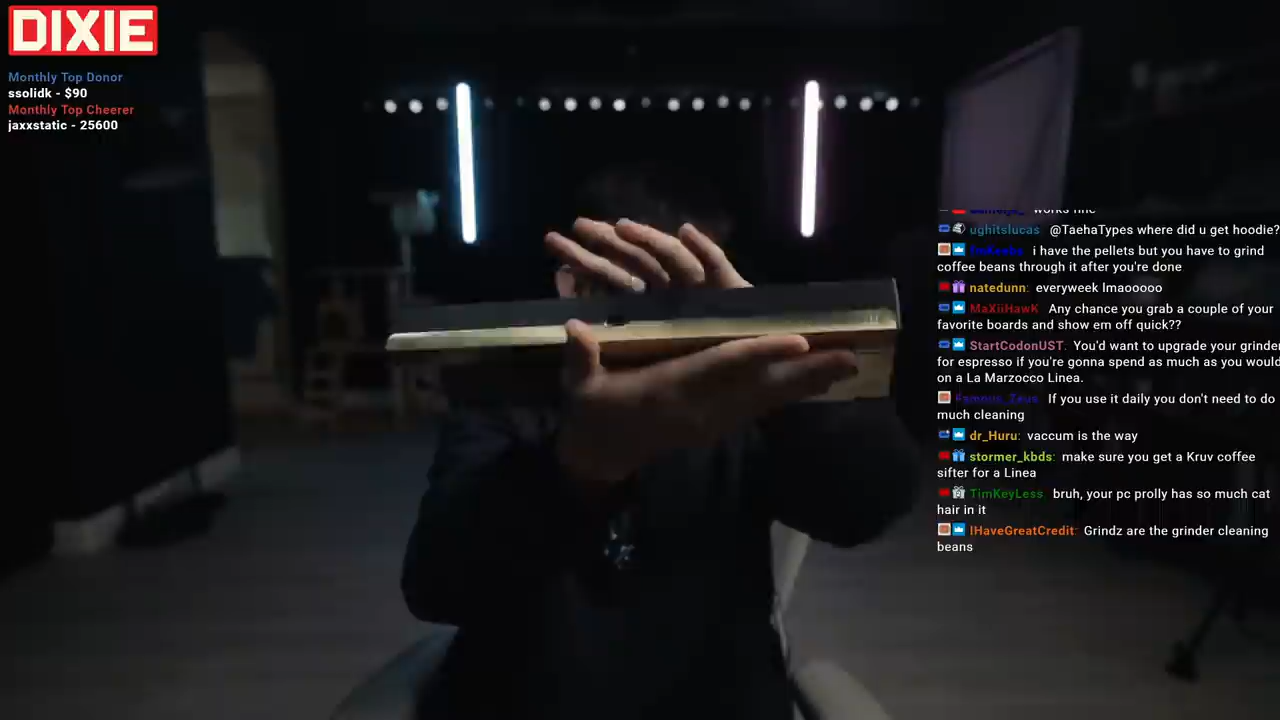 DIXIE
Monthly Top Donor
ssolidk - $90
Monthly Top Cheerer
jaxxstatic - 25600
works fine
ughitslucas @TaehaTypes where did u get hoodie?
i have the pellets but you have to grind
coffee beans through it after you're done
natedunn: everyweek lmaoooo
MaXiiHawK Any chance you grab a couple of your
favorite boards and show em off quick??
StartCodonUST: You'd want to upgrade your grinder
for espresso if you're gonna spend as much as you would
on a La Marzocco Linea.
Famous_Zeus If you use it daily you don't need to do
much cleaning
dr_Huru: vaccum is the way
stormer_kbds: make sure you get a Kruv coffee
sifter for a Linea
TimKeyLess bruh, your pc prolly has so much cat
hair in it
IHaveGreatCredit: Grindz are the grinder cleaning
beans